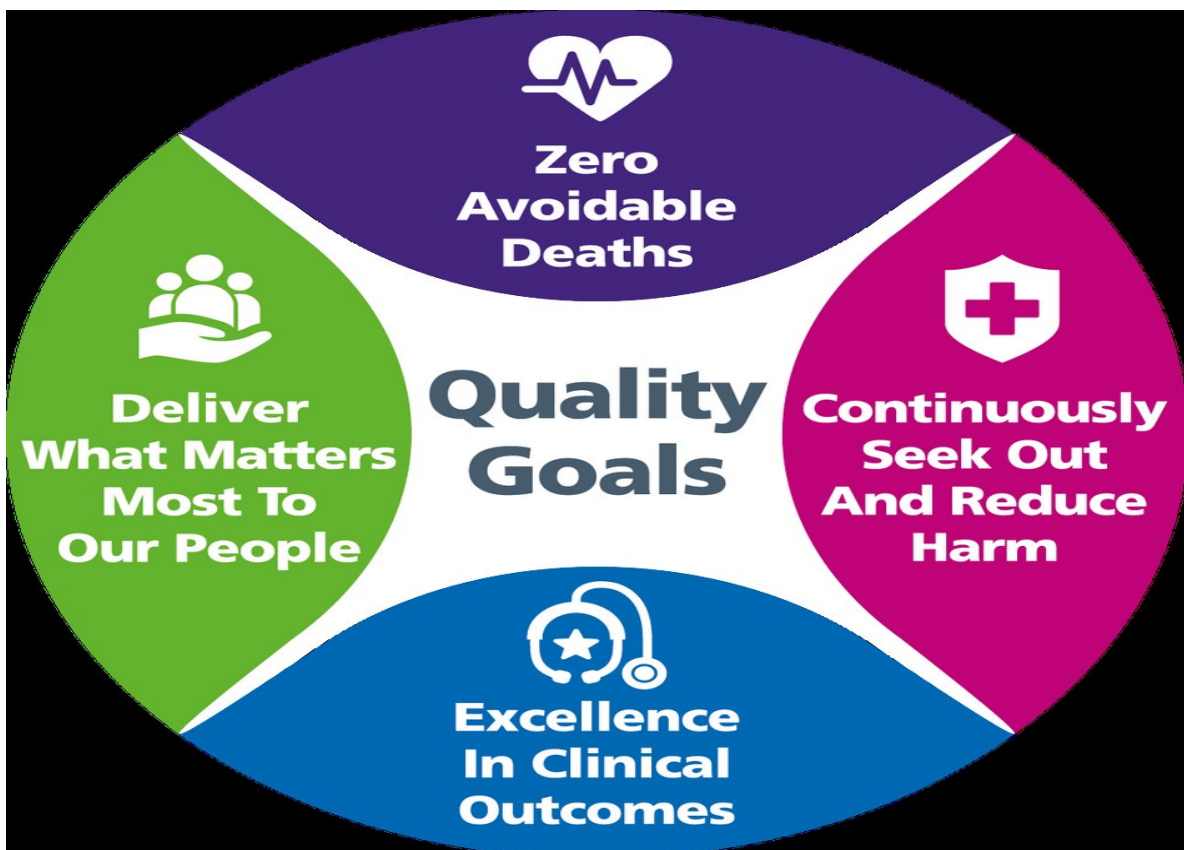 Zero
Avoidable
Deaths
Deliver
What Matters
Most To
Our People
Quality
Goals
Continuously
Seek Out
And Reduce
Harm
Excellence
In Clinical
Outcomes